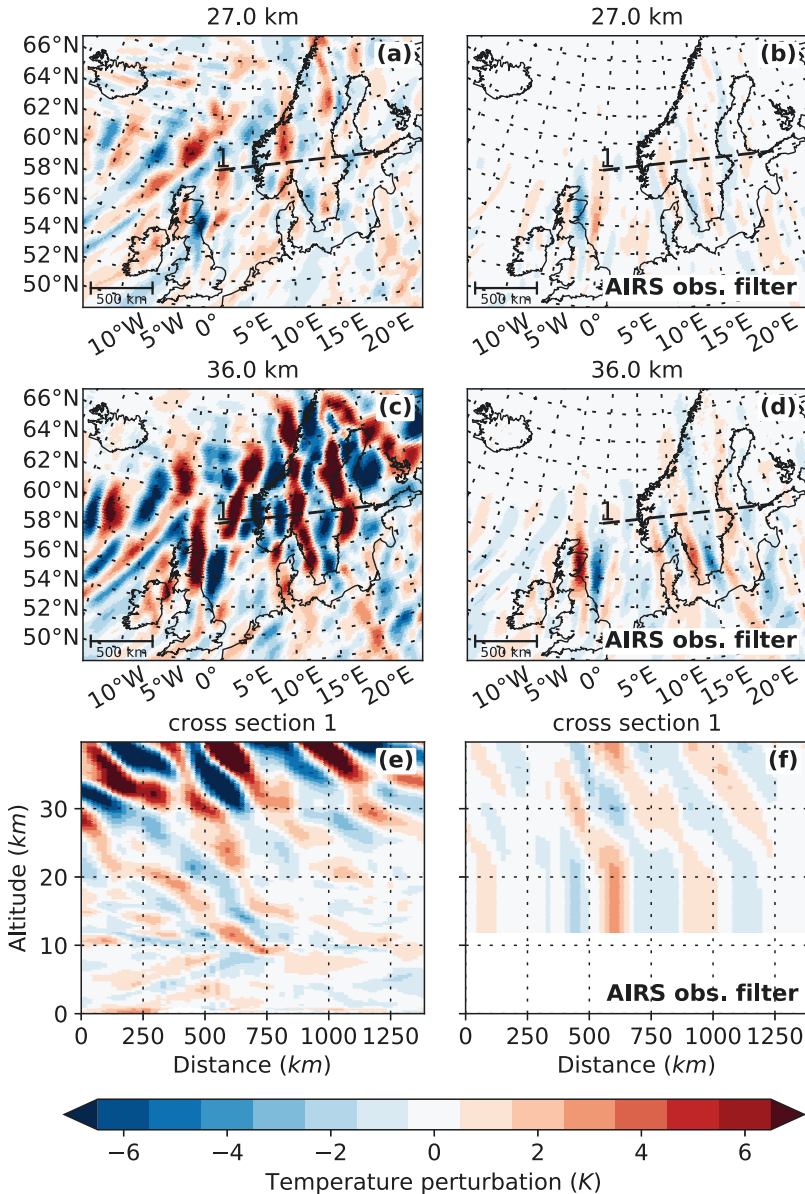 27.0 km 27.0 km
66°N
64°N
62°N
60°N
58°N
56°N
54°N
52°N
50°N
(a) (b)
1 1
500 km 500 km
AIRS obs. filter
10°W 5°W 0° 5°E 10°E 15°E 20°E 10°W 5°W 0° 5°E 10°E 15°E 20°E
36.0 km 36.0 km
66°N
64°N
62°N
60°N
58°N
56°N
54°N
52°N
50°N
(c) (d)
1 1
500 km 500 km
AIRS obs. filter
10°W 5°W 0° 5°E 10°E 15°E 20°E 10°W 5°W 0° 5°E 10°E 15°E 20°E
cross section 1 cross section 1
(e) (f)
Altitude (km)
30
20
10
0
AIRS obs. filter
0 250 500 750 1000 1250 0 250 500 750 1000 1250
Distance (km) Distance (km)
−6 −4 −2 0 2 4 6
Temperature perturbation (K)